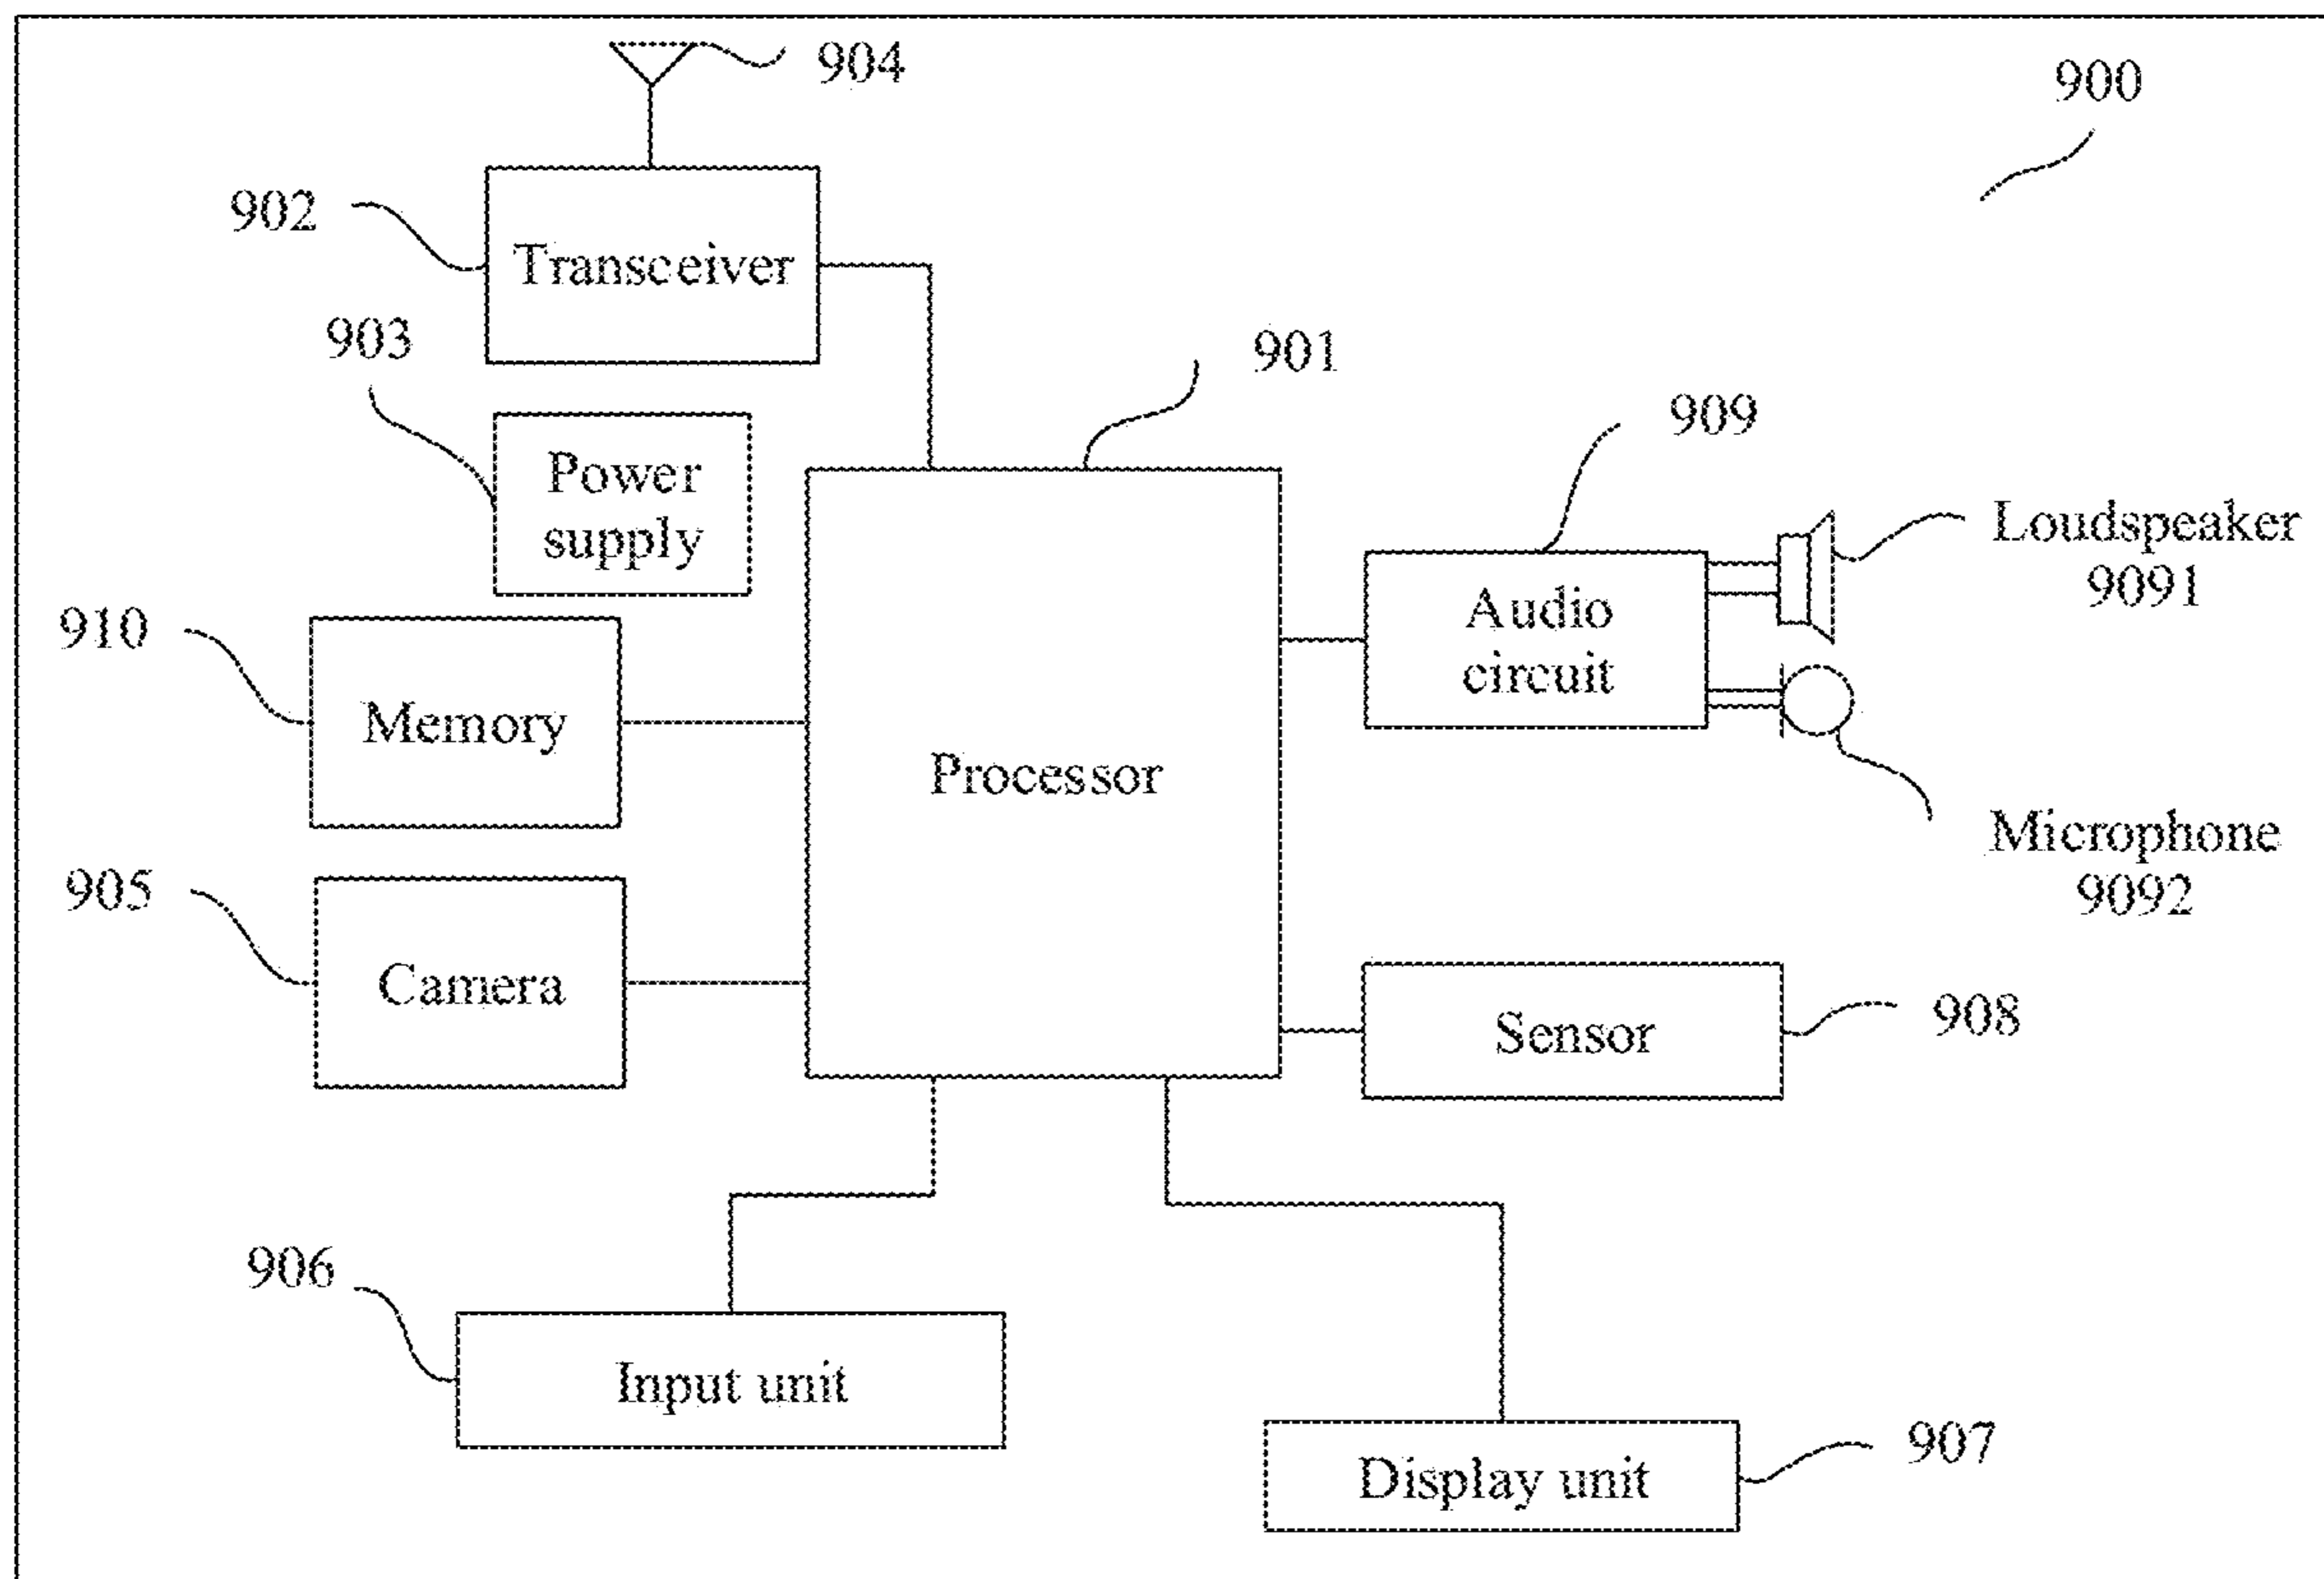 904
900
902
Transceiver
903
901
909
Power
supply
Loudspeaker
9091
Audio
circuit
910
Memory
Processor
Microphone
9092
905
Camera
Sensor
908
906
Input unit
907
Display unit